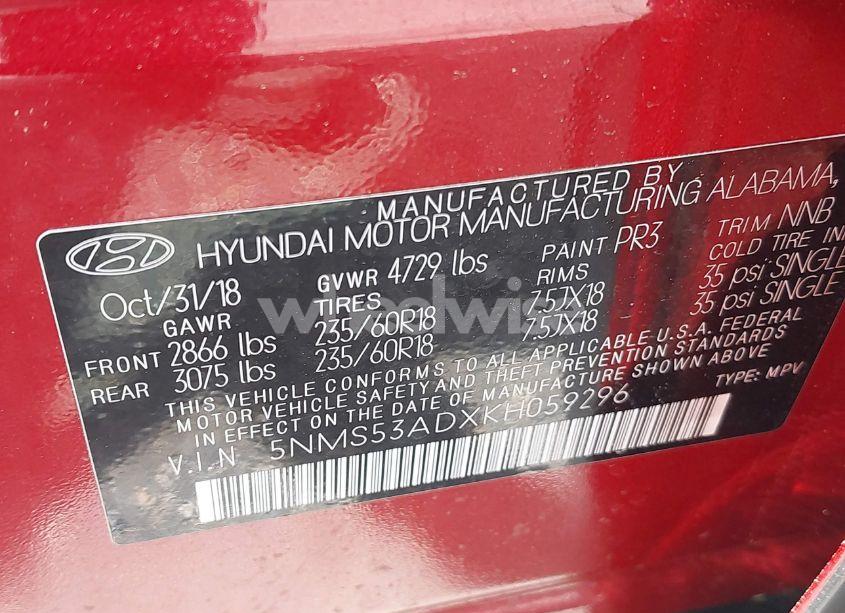 MANUFACTURED BY
HYUNDAI MOTOR MANUFACTURING ALABAMA,
Oct/31/18 GVWR 4729 lbs PAINT PR3 TRIM NNB
GAWR TIRES RIMS COLD TIRE
FRONT 2866 lbs 235/60R18 7.5JX18 35 psi SINGLE
REAR 3075 lbs 235/60R18 7.5JX18 35 psi SINGLE
THIS VEHICLE CONFORMS TO ALL APPLICABLE U.S.A. FEDERAL
MOTOR VEHICLE SAFETY AND THEFT PREVENTION STANDARDS
IN EFFECT ON THE DATE OF MANUFACTURE SHOWN ABOVE
V.I.N 5NMS53ADXKH059296 TYPE: MPV